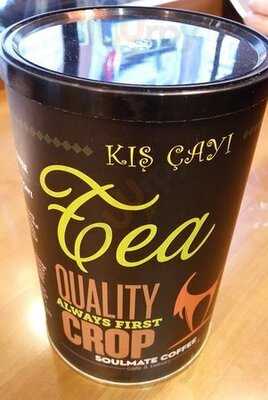 KIŞ ÇAYI
Tea
QUALITY
ALWAYS FIRST
CROP
SOULMATE COFFEE